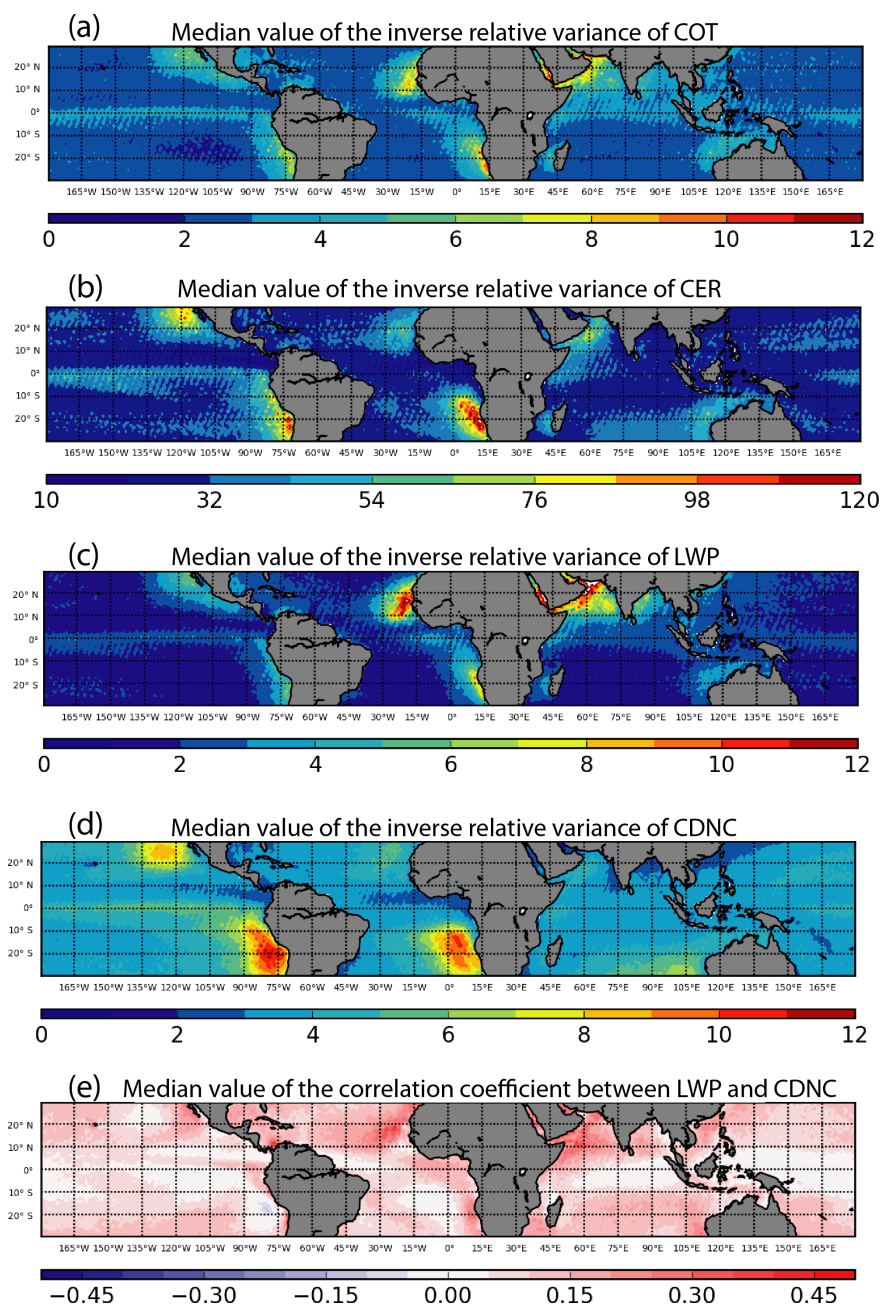 (a) Median value of the inverse relative variance of COT
20° N
10° N
0°
10° S
20° S
165°W 150°W 135°W 120°W 105°W 90°W 75°W 60°W 45°W 30°W 15°W 0° 15°E 30°E 45°E 60°E 75°E 90°E 105°E 120°E 135°E 150°E 165°E
0 2 4 6 8 10 12
(b) Median value of the inverse relative variance of CER
20° N
10° N
0°
10° S
20° S
165°W 150°W 135°W 120°W 105°W 90°W 75°W 60°W 45°W 30°W 15°W 0° 15°E 30°E 45°E 60°E 75°E 90°E 105°E 120°E 135°E 150°E 165°E
10 32 54 76 98 120
(c) Median value of the inverse relative variance of LWP
20° N
10° N
0°
10° S
20° S
165°W 150°W 135°W 120°W 105°W 90°W 75°W 60°W 45°W 30°W 15°W 0° 15°E 30°E 45°E 60°E 75°E 90°E 105°E 120°E 135°E 150°E 165°E
0 2 4 6 8 10 12
(d) Median value of the inverse relative variance of CDNC
20° N
10° N
0°
10° S
20° S
165°W 150°W 135°W 120°W 105°W 90°W 75°W 60°W 45°W 30°W 15°W 0° 15°E 30°E 45°E 60°E 75°E 90°E 105°E 120°E 135°E 150°E 165°E
0 2 4 6 8 10 12
(e) Median value of the correlation coefficient between LWP and CDNC
20° N
10° N
0°
10° S
20° S
165°W 150°W 135°W 120°W 105°W 90°W 75°W 60°W 45°W 30°W 15°W 0° 15°E 30°E 45°E 60°E 75°E 90°E 105°E 120°E 135°E 150°E 165°E
−0.45 −0.30 −0.15 0.00 0.15 0.30 0.45